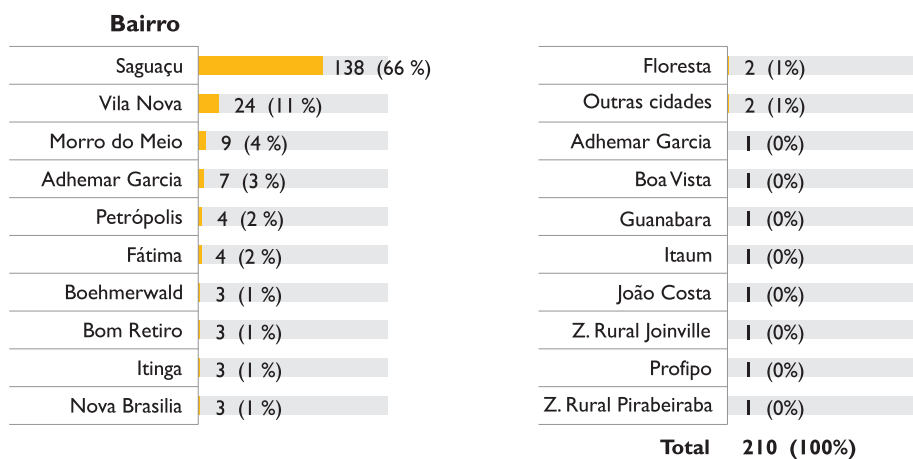 Bairro
Saguaçu 138 (66 %)
Vila Nova 24 (11 %)
Morro do Meio 9 (4 %)
Adhemar Garcia 7 (3 %)
Petrópolis 4 (2 %)
Fátima 4 (2 %)
Boehmerwald 3 (1 %)
Bom Retiro 3 (1 %)
Itinga 3 (1 %)
Nova Brasilia 3 (1 %)
Floresta 2 (1%)
Outras cidades 2 (1%)
Adhemar Garcia 1 (0%)
Boa Vista 1 (0%)
Guanabara 1 (0%)
Itaum 1 (0%)
João Costa 1 (0%)
Z. Rural Joinville 1 (0%)
Profipo 1 (0%)
Z. Rural Pirabeiraba 1 (0%)
Total 210 (100%)